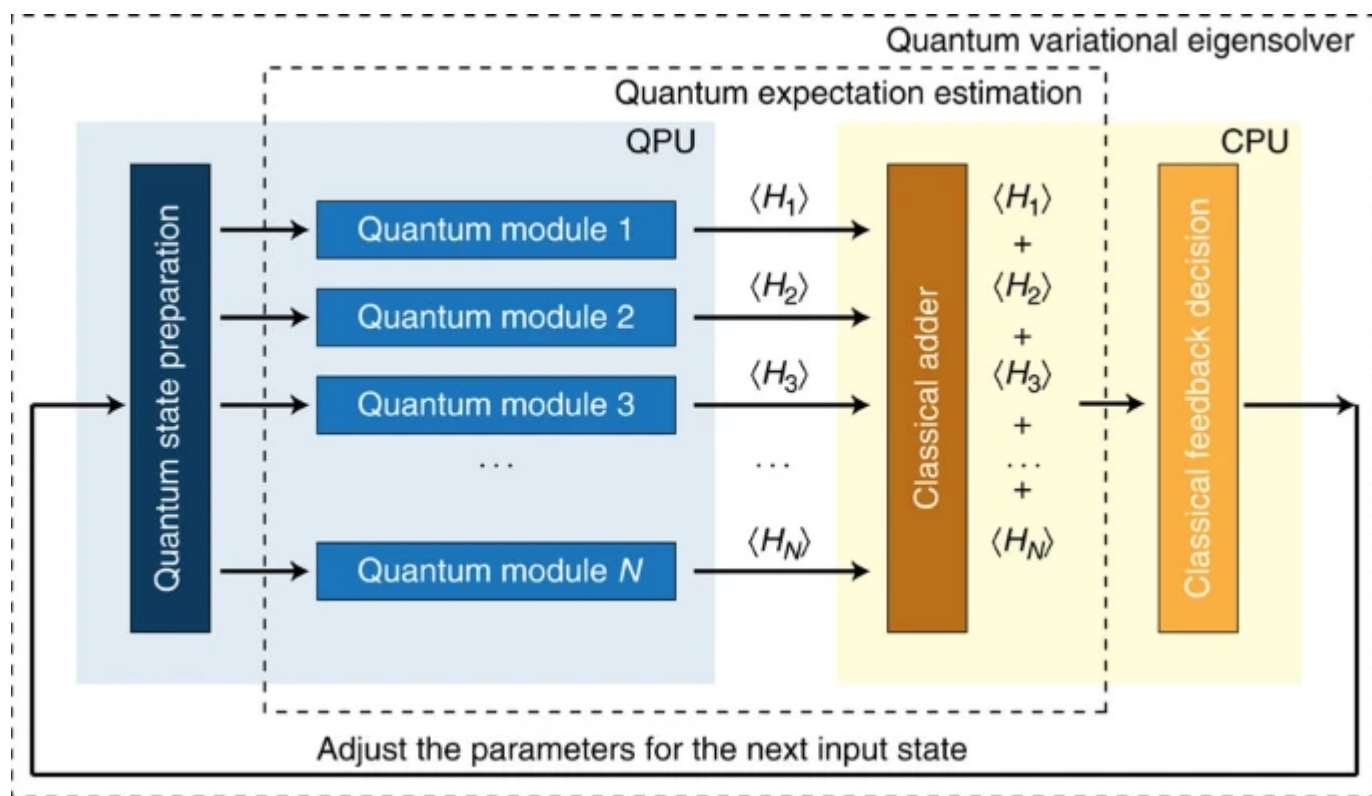 Quantum variational eigensolver
Quantum expectation estimation
QPU
CPU
Quantum state preparation
Quantum module 1
Quantum module 2
Quantum module 3
...
Quantum module N
⟨H₁⟩
⟨H₂⟩
⟨H₃⟩
...
⟨H_N⟩
Classical adder
⟨H₁⟩
+
⟨H₂⟩
+
⟨H₃⟩
+
...
+
⟨H_N⟩
Classical feedback decision
Adjust the parameters for the next input state